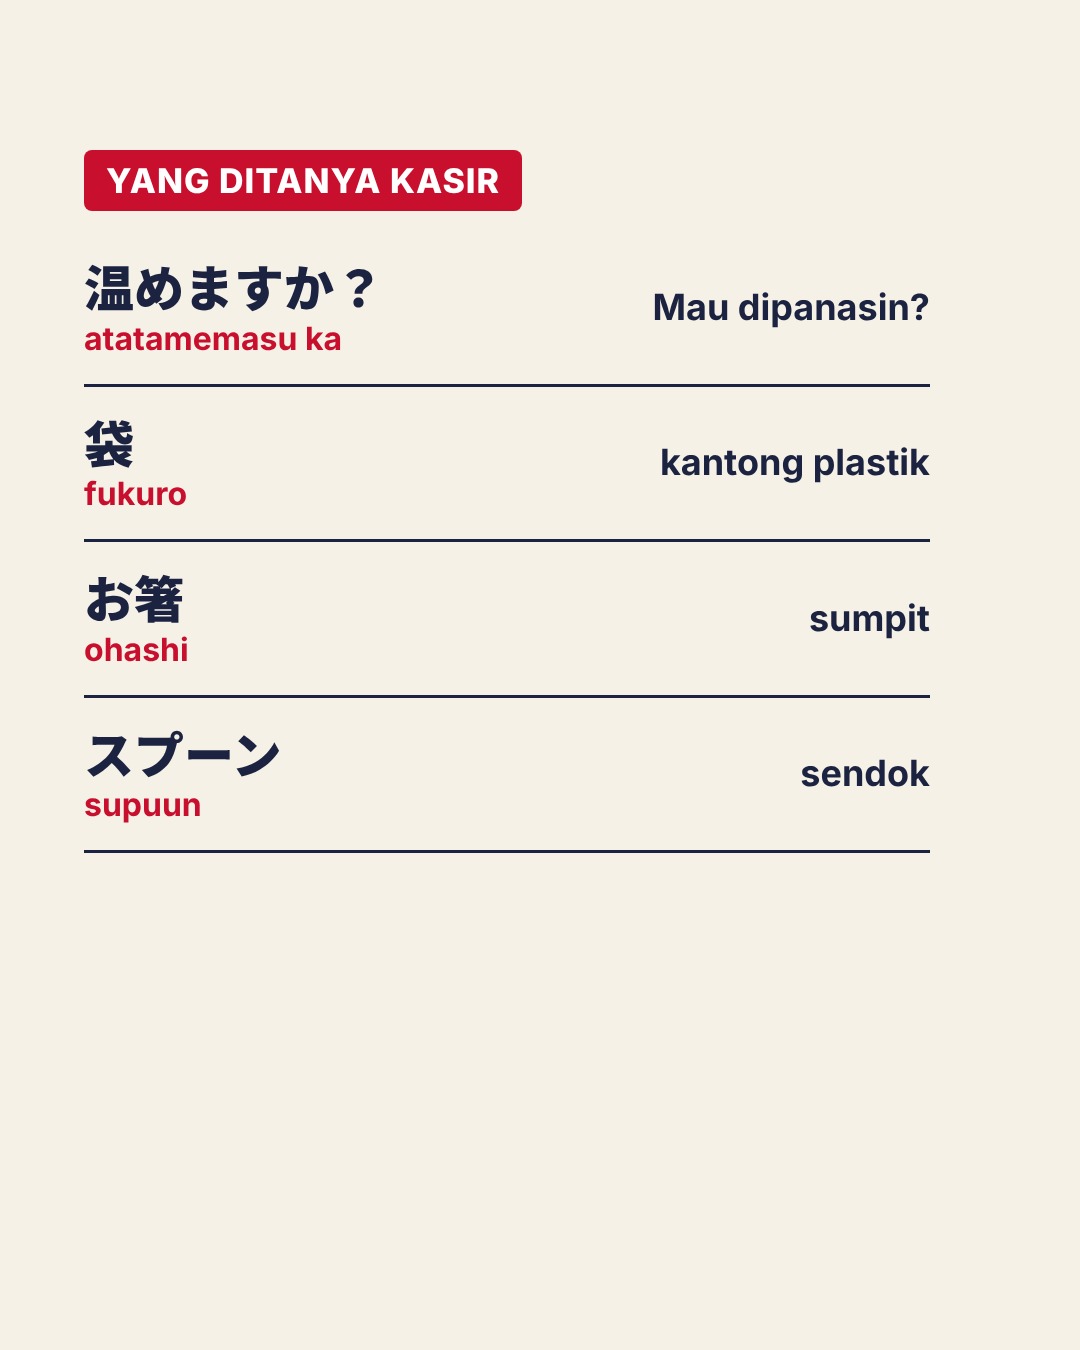 YANG DITANYA KASIR
温めますか？
atatamemasu ka
Mau dipanasin?
袋
fukuro
kantong plastik
お箸
ohashi
sumpit
スプーン
supuun
sendok